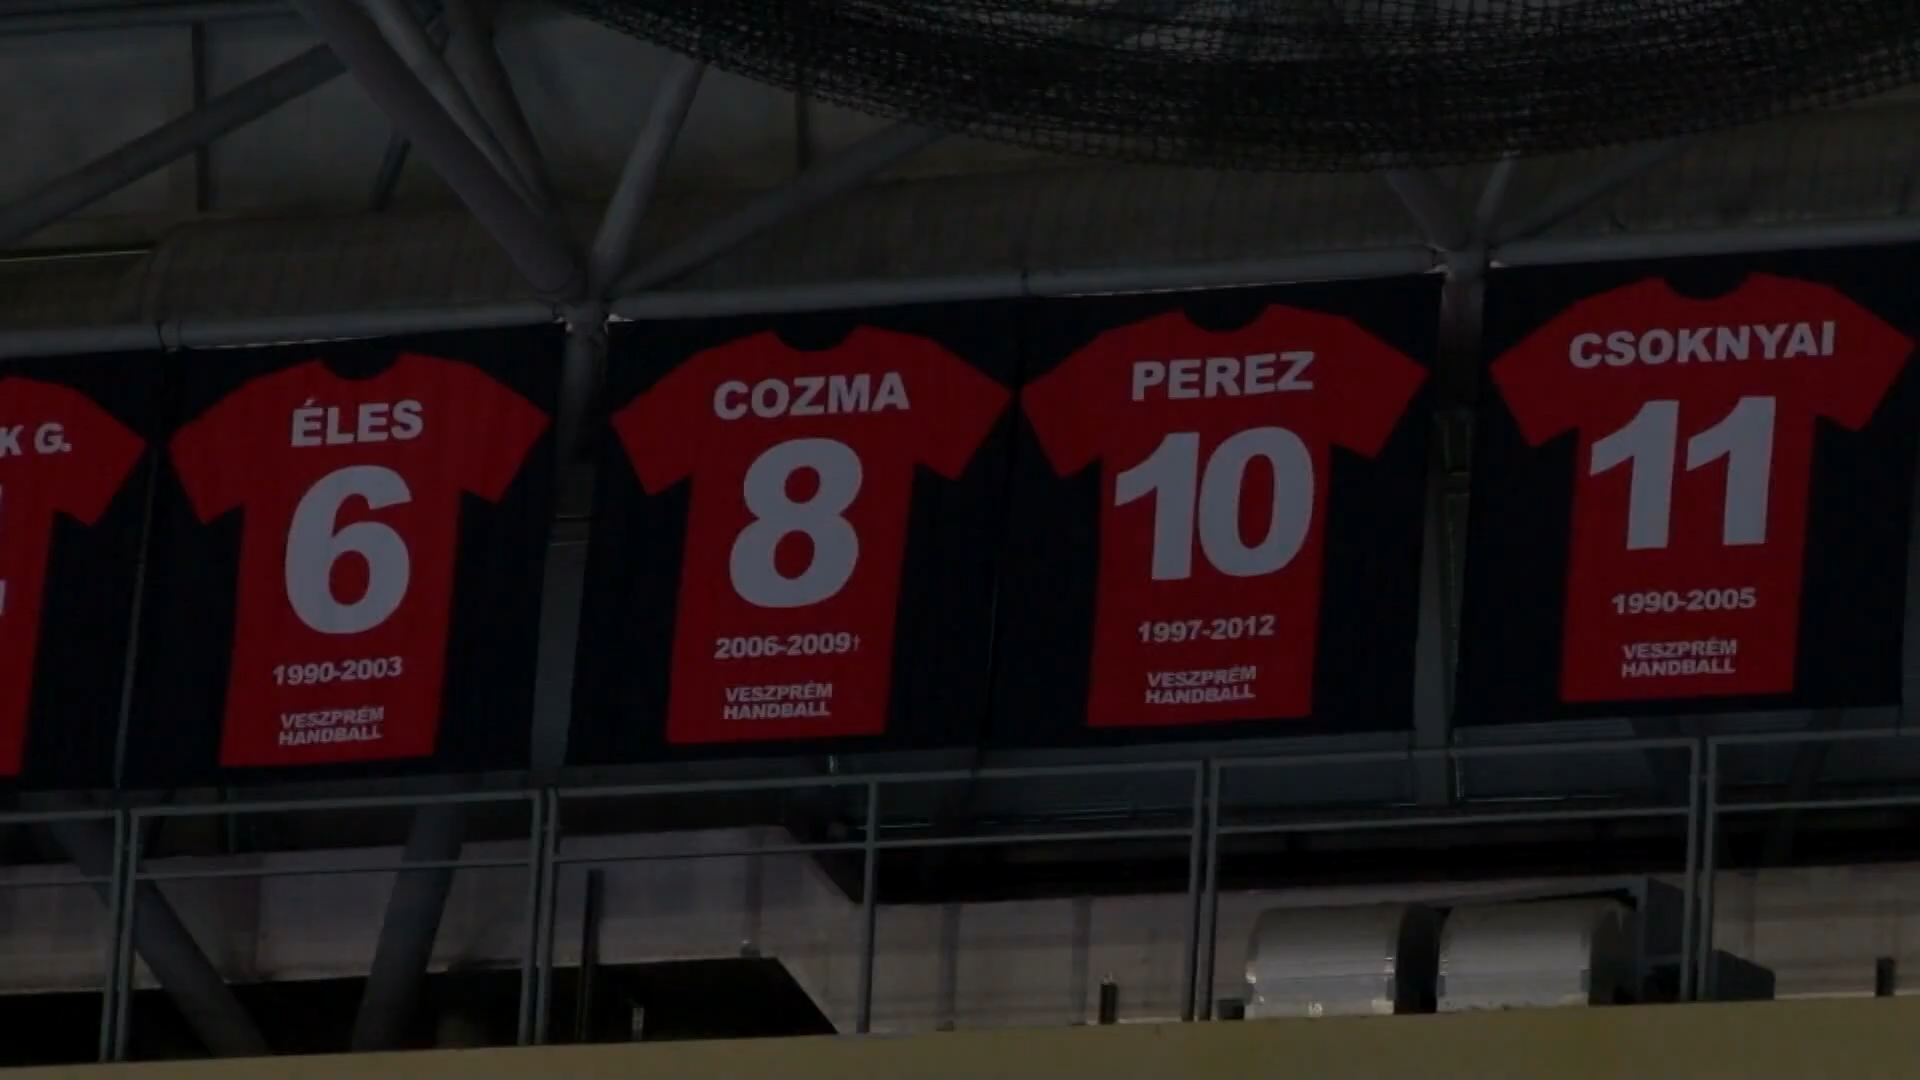 K G.
ÉLES
6
1990-2003
VESZPRÉM
HANDBALL
COZMA
8
2006-2009†
VESZPRÉM
HANDBALL
PEREZ
10
1997-2012
VESZPRÉM
HANDBALL
CSOKNYAI
11
1990-2005
VESZPRÉM
HANDBALL